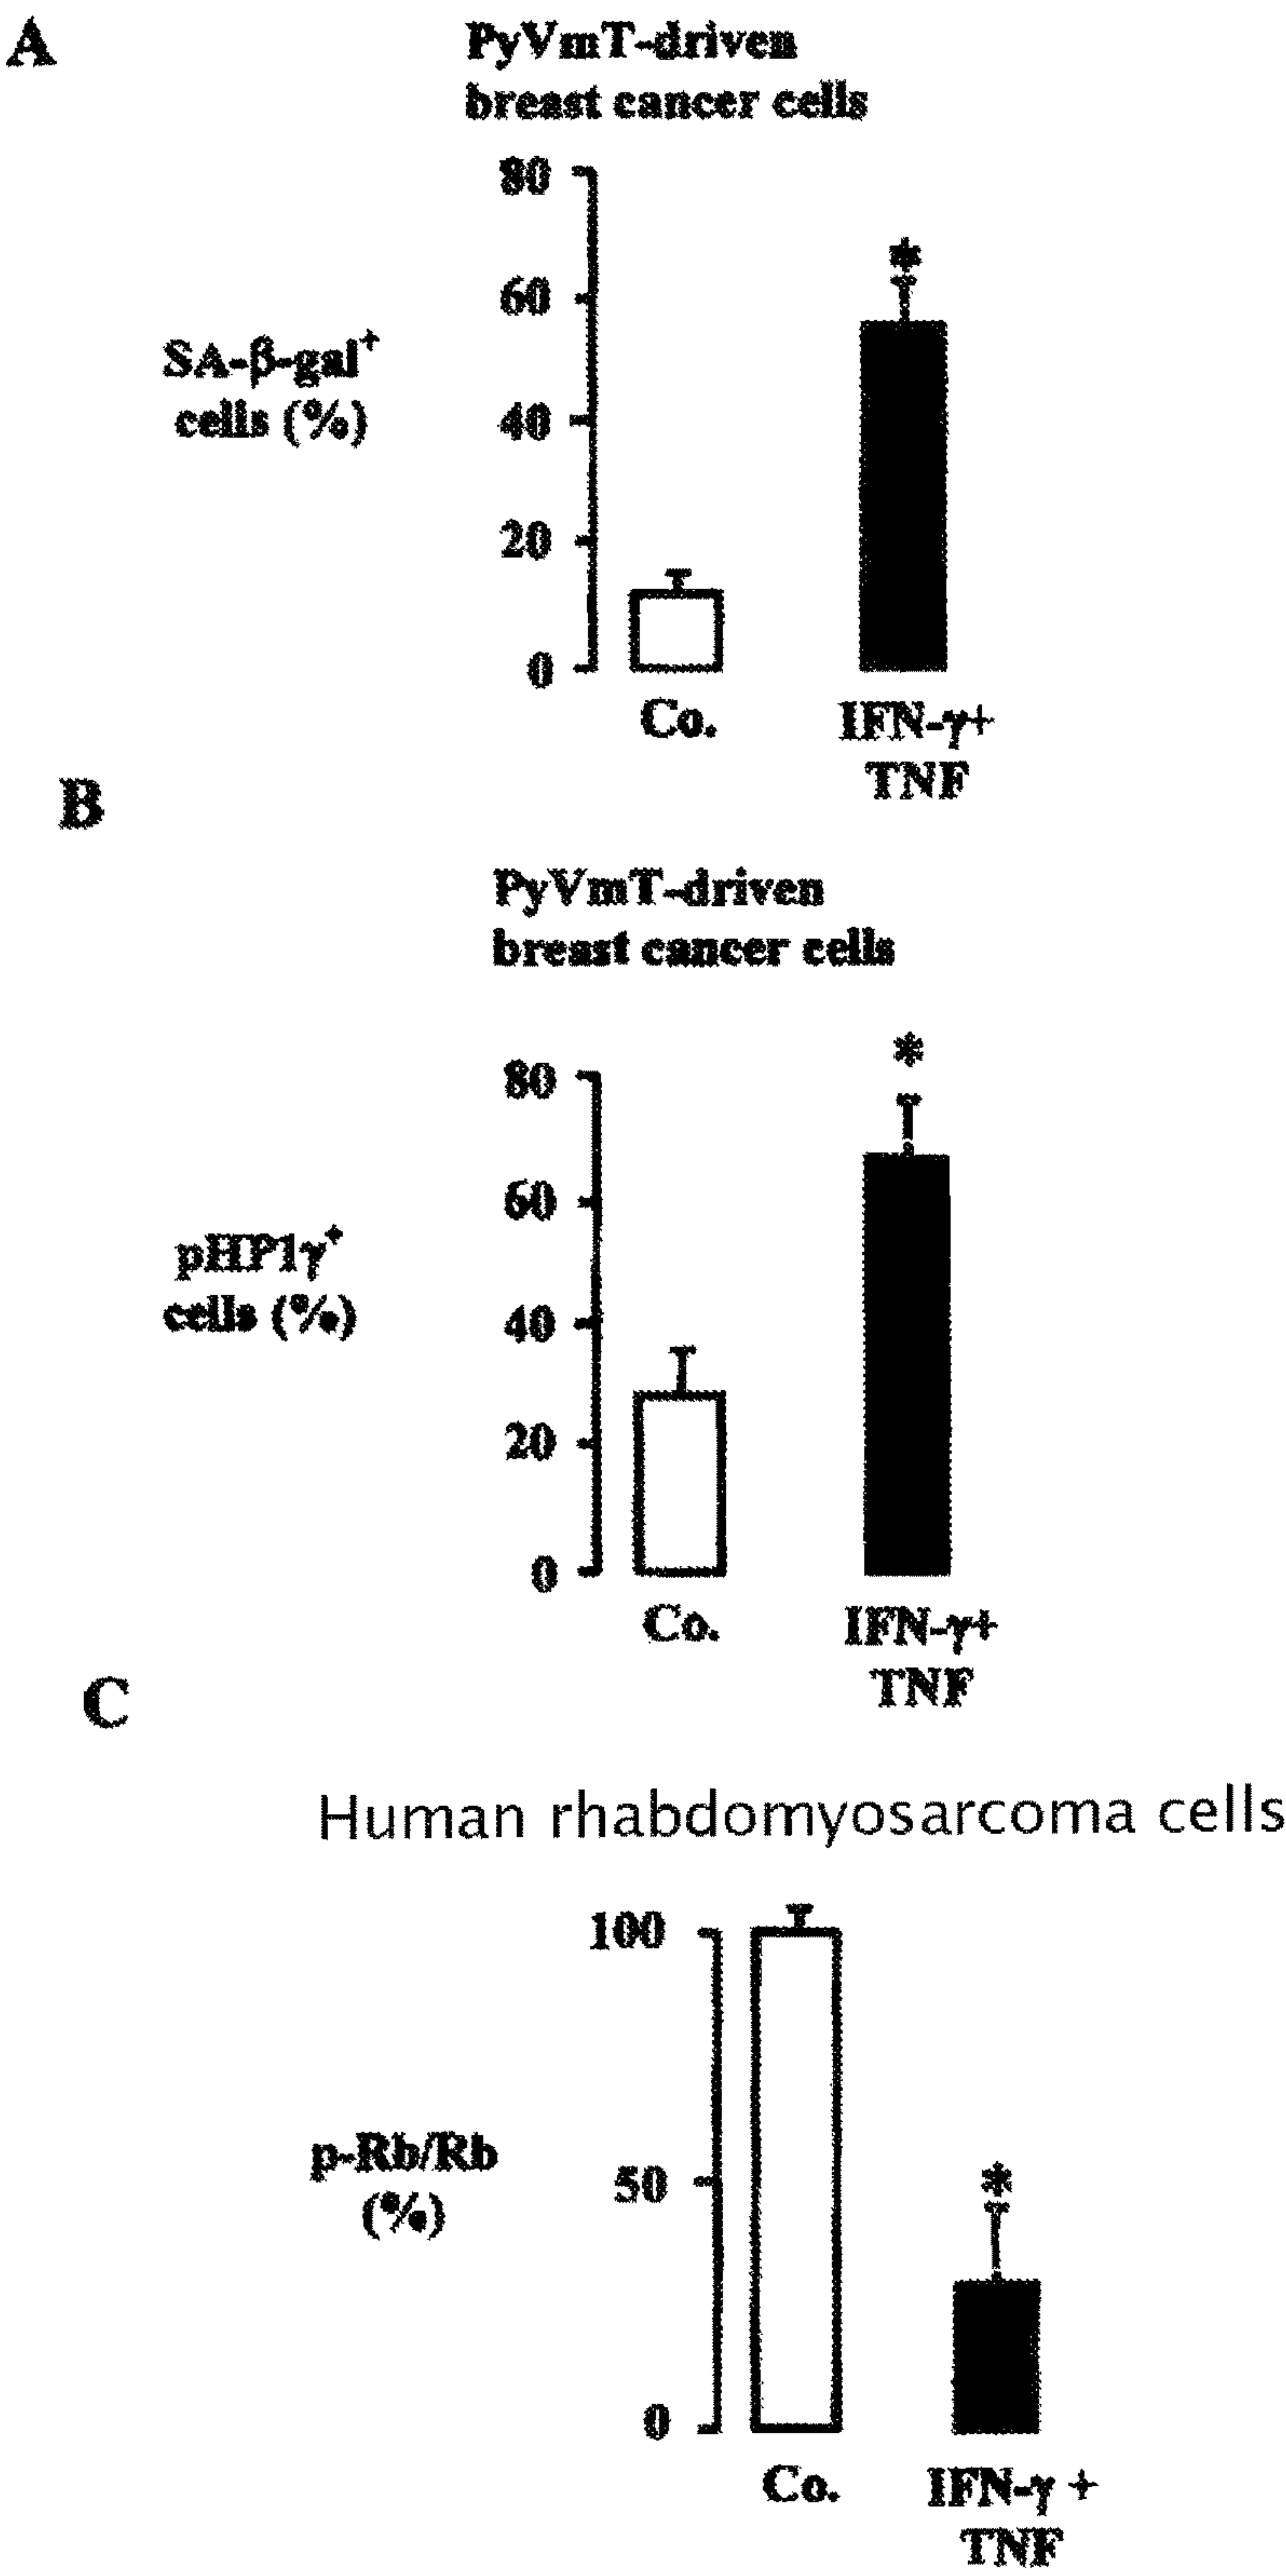 A
PyVmT-driven
breast cancer cells
80
*
60
SA-β-gal⁺
cells (%)
40
20
0
Co.
IFN-γ+
TNF
B
PyVmT-driven
breast cancer cells
*
80
60
pHP1γ⁺
cells (%)
40
20
0
Co.
IFN-γ+
TNF
C
Human rhabdomyosarcoma cells
100
p-Rb/Rb
(%)
50
*
0
Co.
IFN-γ +
TNF